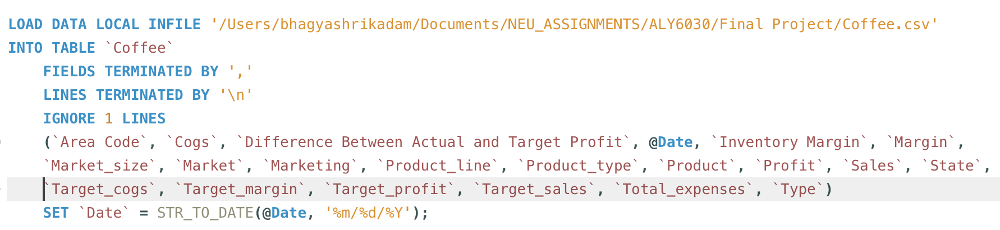 LOAD DATA LOCAL INFILE '/Users/bhagyashrikadam/Documents/NEU_ASSIGNMENTS/ALY6030/Final Project/Coffee.csv'
INTO TABLE `Coffee`
FIELDS TERMINATED BY ','
LINES TERMINATED BY '\n'
IGNORE 1 LINES
(`Area Code`, `Cogs`, `Difference Between Actual and Target Profit`, @Date, `Inventory Margin`, `Margin`,
`Market_size`, `Market`, `Marketing`, `Product_line`, `Product_type`, `Product`, `Profit`, `Sales`, `State`,
`Target_cogs`, `Target_margin`, `Target_profit`, `Target_sales`, `Total_expenses`, `Type`)
SET `Date` = STR_TO_DATE(@Date, '%m/%d/%Y');